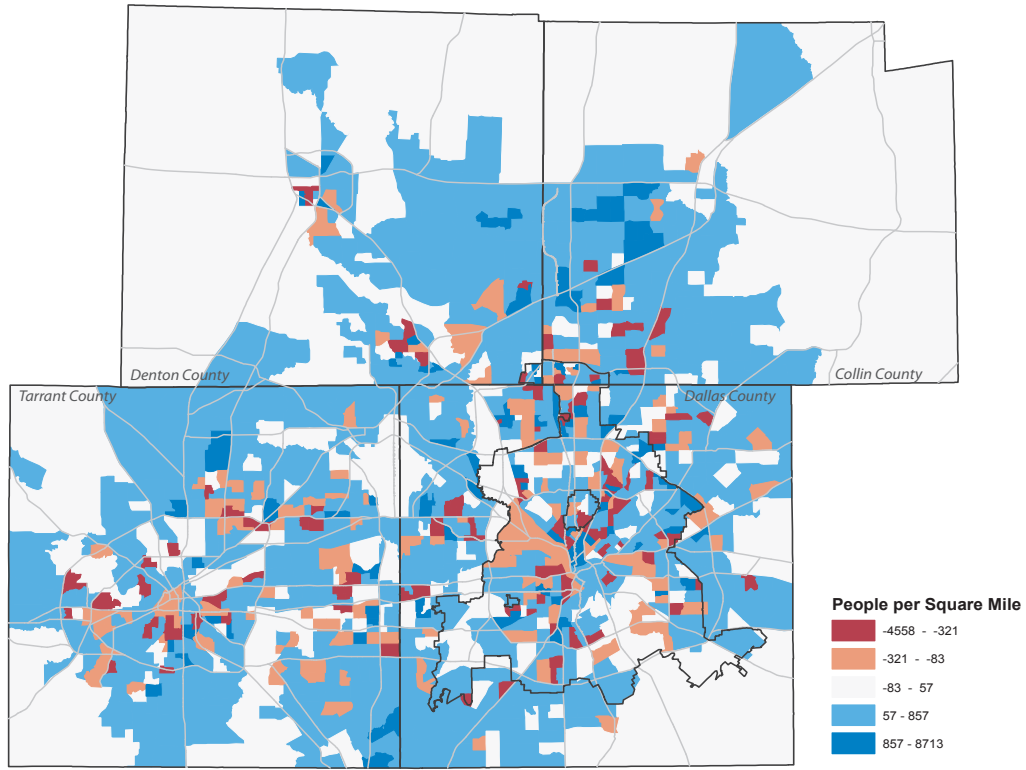 Denton County
Collin County
Tarrant County
Dallas County
People per Square Mile
-4558 - -321
-321 - -83
-83 - 57
57 - 857
857 - 8713